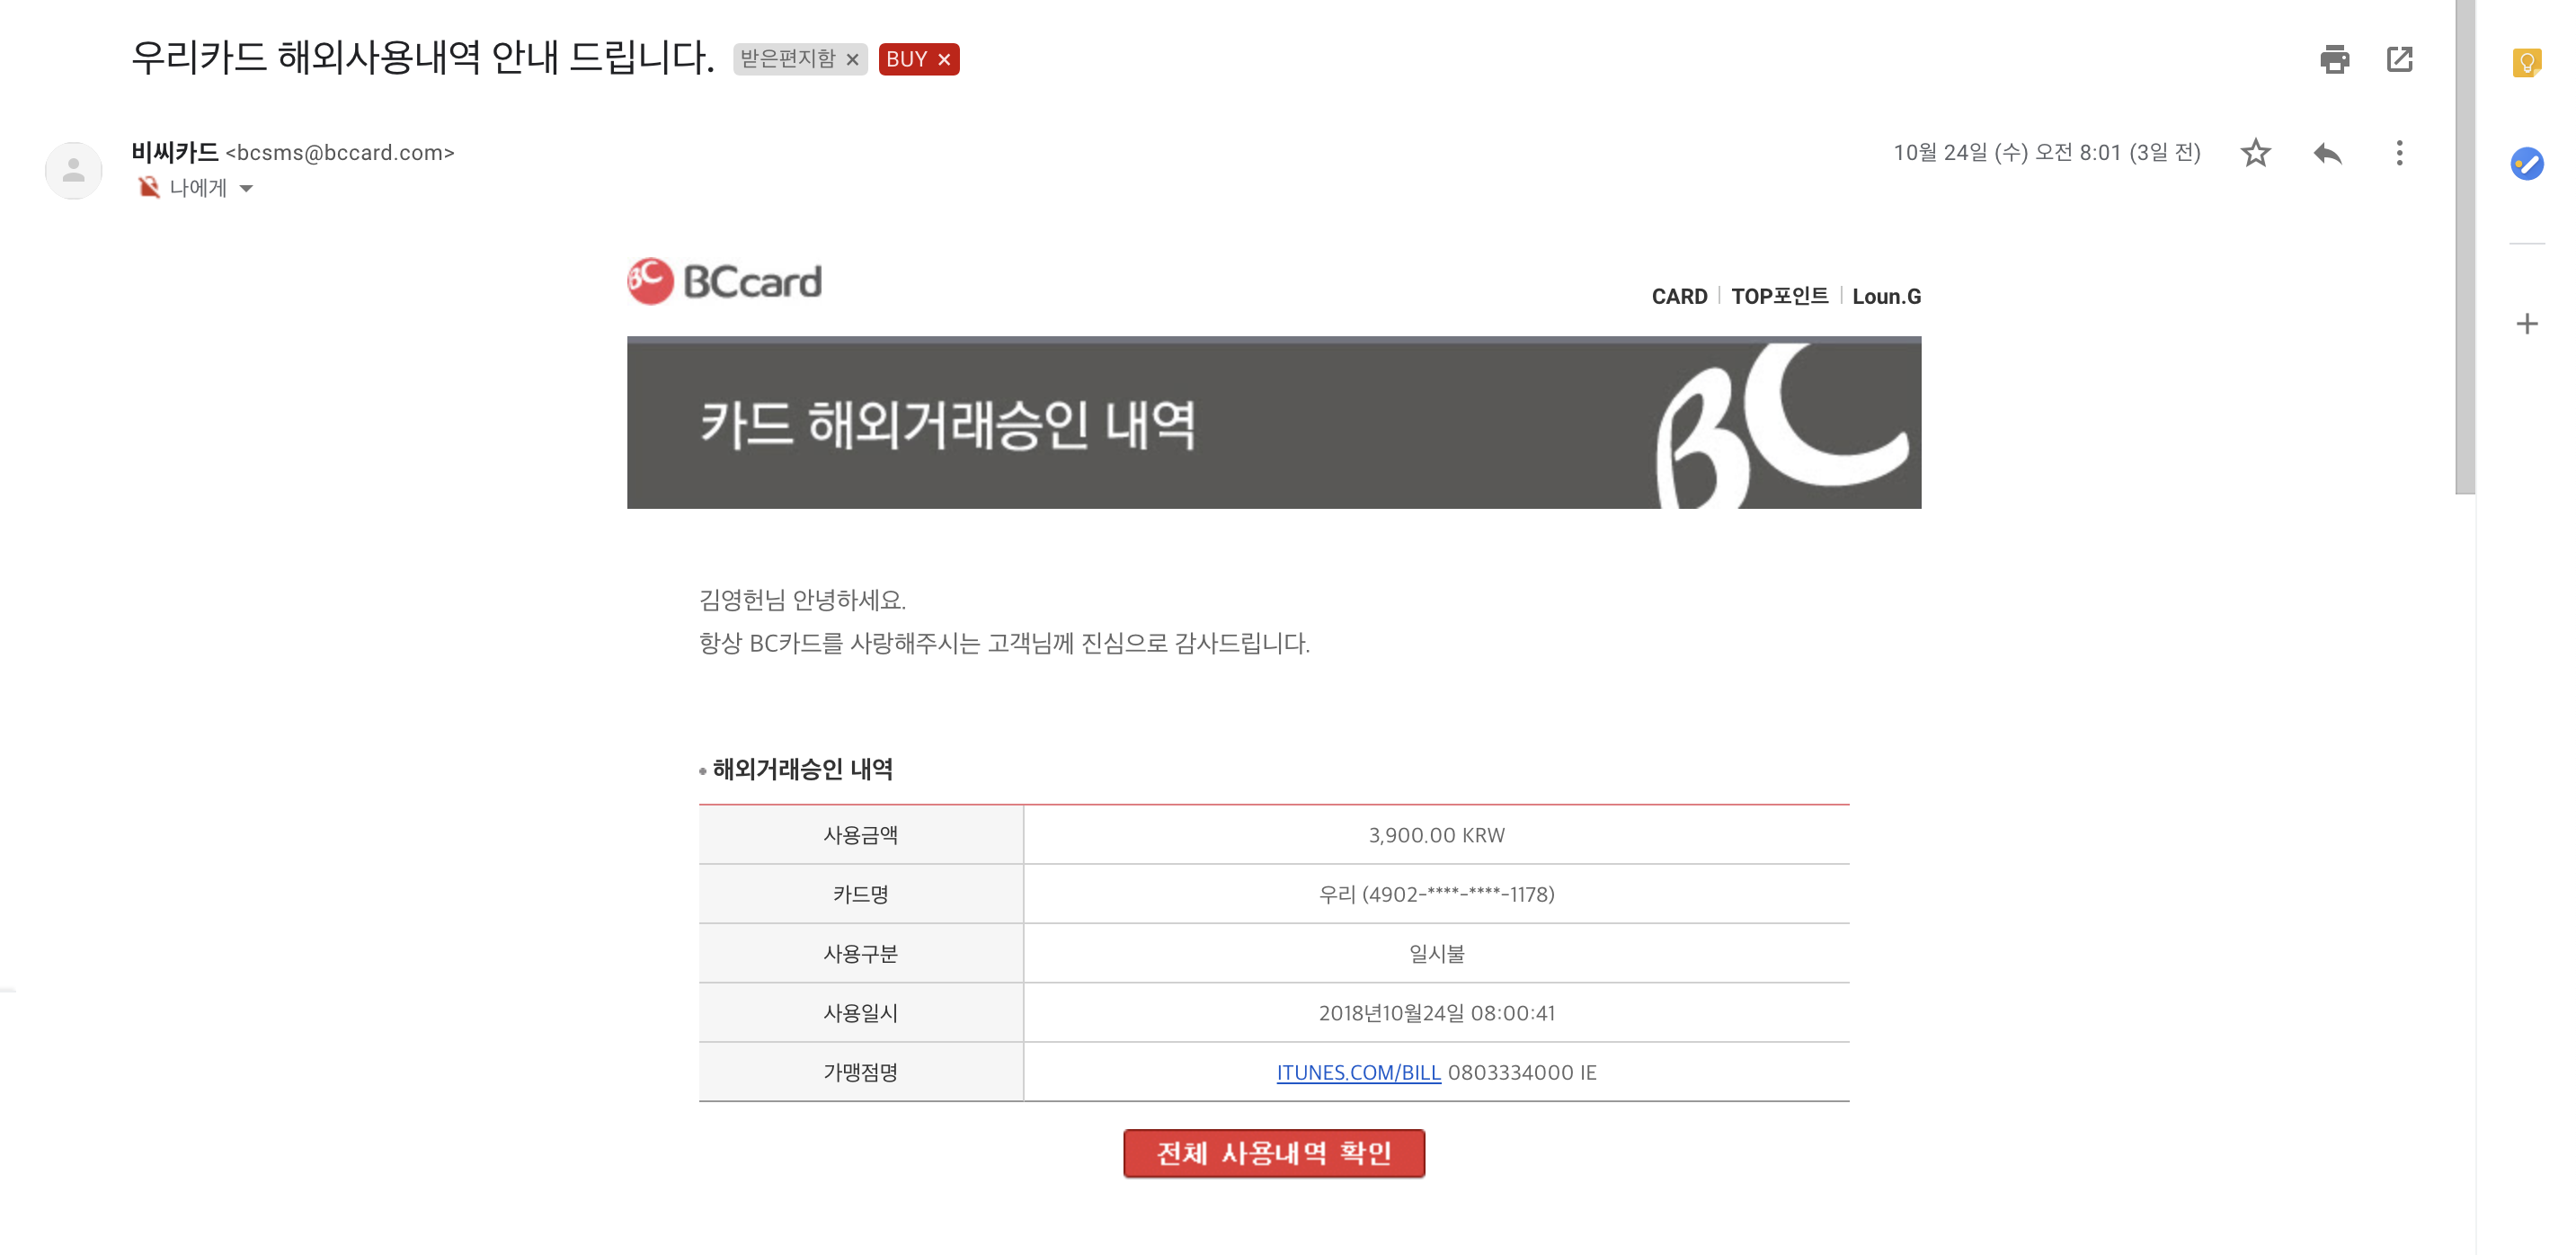 우리카드 해외사용내역 안내 드립니다. 받은편지함 × BUY ×
비씨카드 <bcsms@bccard.com>
10월 24일 (수) 오전 8:01 (3일 전)
나에게
BC BCcard
CARD | TOP포인트 | Loun.G
카드 해외거래승인 내역
BC
김영헌님 안녕하세요.
항상 BC카드를 사랑해주시는 고객님께 진심으로 감사드립니다.
• 해외거래승인 내역
사용금액 3,900.00 KRW
카드명 우리 (4902-****-****-1178)
사용구분 일시불
사용일시 2018년10월24일 08:00:41
가맹점명 ITUNES.COM/BILL 0803334000 IE
전체 사용내역 확인